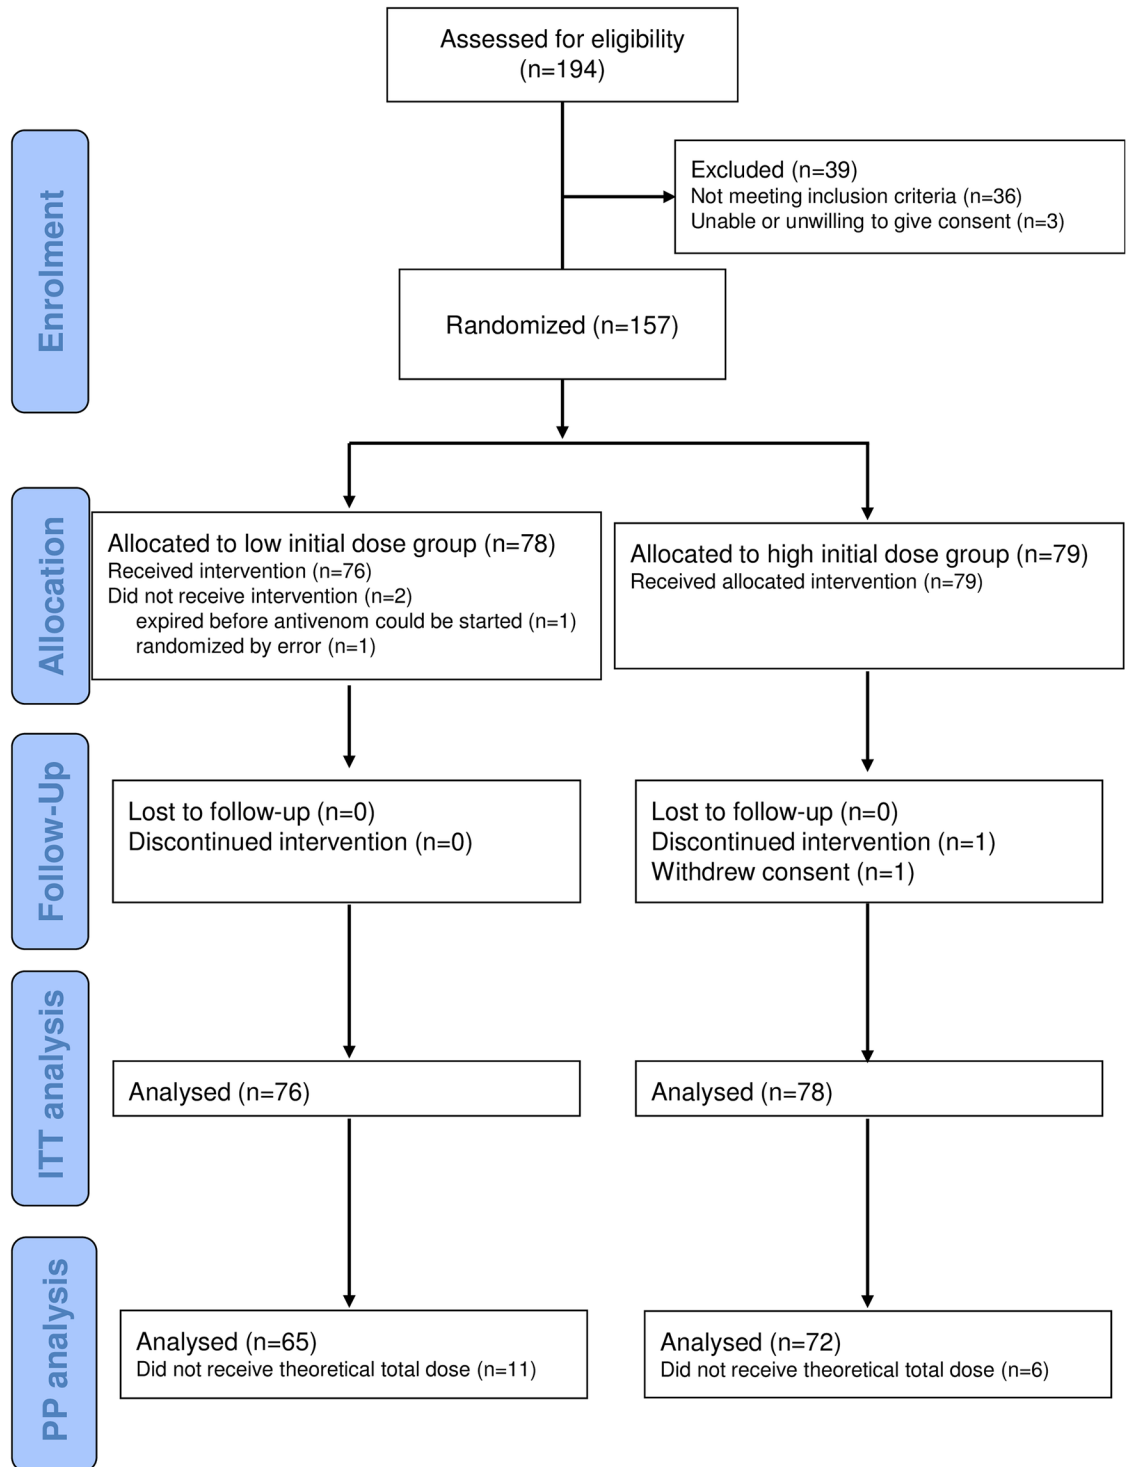 Assessed for eligibility
(n=194)
Enrolment
Excluded (n=39)
Not meeting inclusion criteria (n=36)
Unable or unwilling to give consent (n=3)
Randomized (n=157)
Allocation
Allocated to low initial dose group (n=78)
Received intervention (n=76)
Did not receive intervention (n=2)
expired before antivenom could be started (n=1)
randomized by error (n=1)
Allocated to high initial dose group (n=79)
Received allocated intervention (n=79)
Follow-Up
Lost to follow-up (n=0)
Discontinued intervention (n=0)
Lost to follow-up (n=0)
Discontinued intervention (n=1)
Withdrew consent (n=1)
ITT analysis
Analysed (n=76)
Analysed (n=78)
PP analysis
Analysed (n=65)
Did not receive theoretical total dose (n=11)
Analysed (n=72)
Did not receive theoretical total dose (n=6)